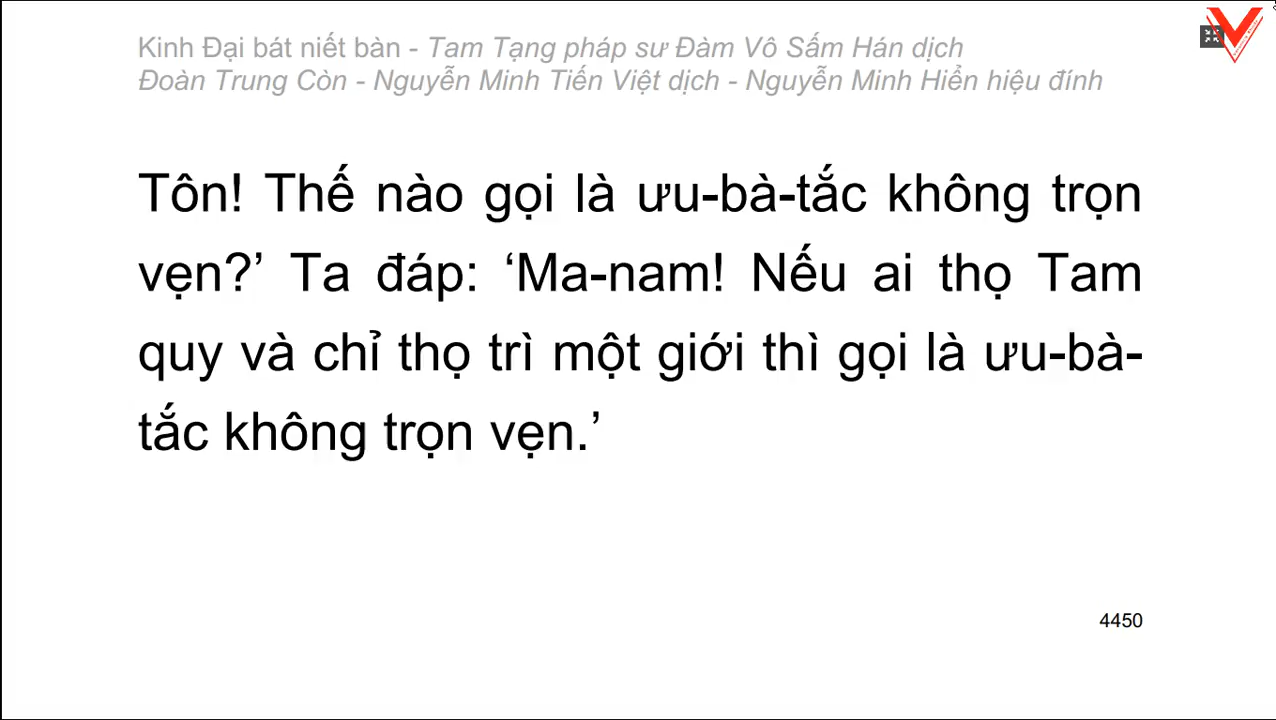 Kinh Đại bát niết bàn - Tam Tạng pháp sư Đàm Vô Sấm Hán dịch
Đoàn Trung Còn - Nguyễn Minh Tiến Việt dịch - Nguyễn Minh Hiển hiệu đính
Tôn! Thế nào gọi là ưu-bà-tắc không trọn
vẹn?’ Ta đáp: ‘Ma-nam! Nếu ai thọ Tam
quy và chỉ thọ trì một giới thì gọi là ưu-bà-
tắc không trọn vẹn.’
4450